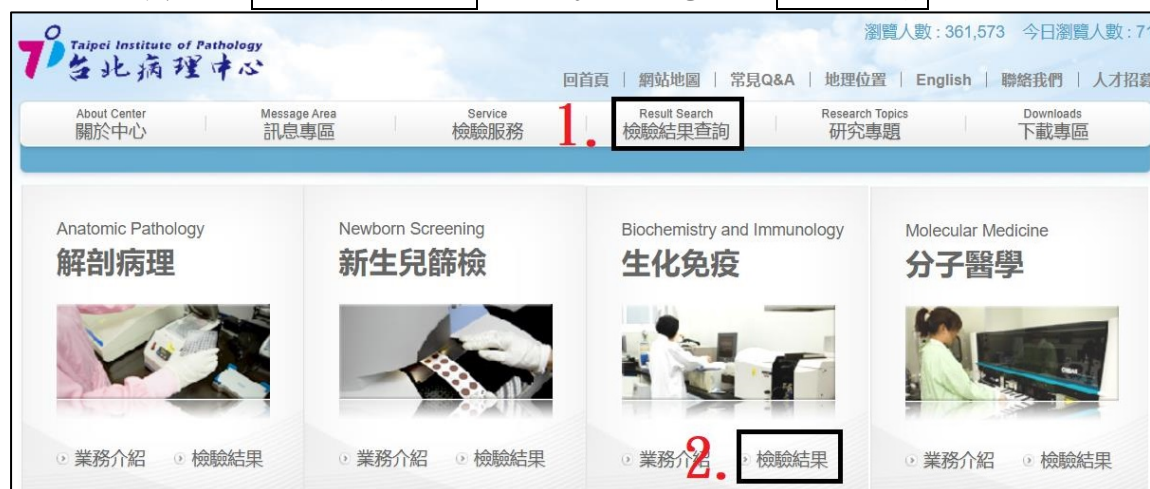 瀏覽人數 : 361,573 今日瀏覽人數 : 71
Taipei Institute of Pathology
台北病理中心
回首頁 | 網站地圖 | 常見Q&A | 地理位置 | English | 聯絡我們 | 人才招募
About Center Message Area Service Result Search Research Topics Downloads
關於中心 訊息專區 檢驗服務 1. 檢驗結果查詢 研究專題 下載專區
Anatomic Pathology Newborn Screening Biochemistry and Immunology Molecular Medicine
解剖病理 新生兒篩檢 生化免疫 分子醫學
業務介紹 檢驗結果 業務介紹 檢驗結果 業務介紹 2. 檢驗結果 業務介紹 檢驗結果